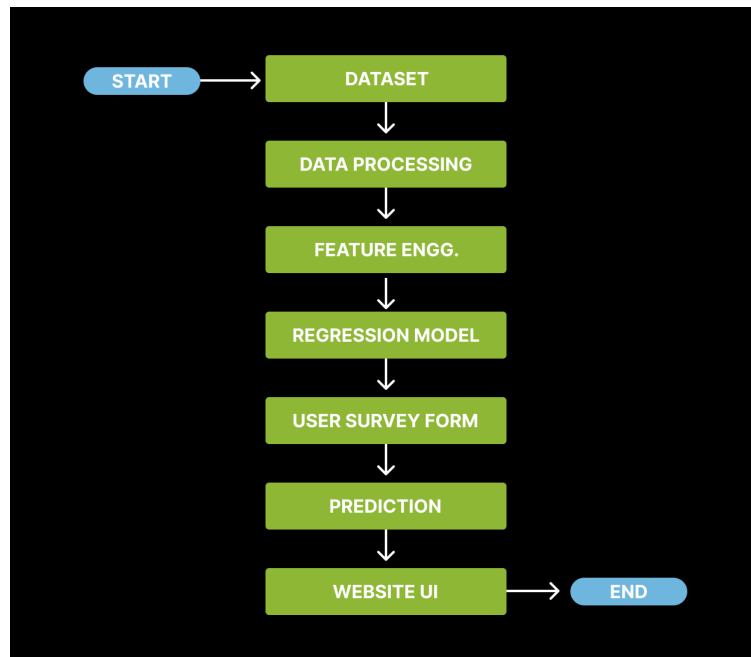 START
DATASET
DATA PROCESSING
FEATURE ENGG.
REGRESSION MODEL
USER SURVEY FORM
PREDICTION
WEBSITE UI
END